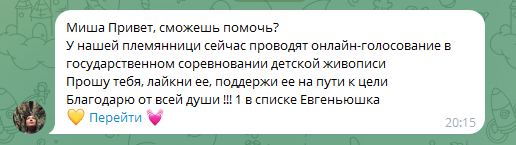 Миша Привет, сможешь помочь?
У нашей племянницы сейчас проводят онлайн-голосование в
государственном соревновании детской живописи
Прошу тебя, лайкни ее, поддержи ее на пути к цели
Благодарю от всей души !!! 1 в списке Евгеньюшка
💛 Перейти 💓
20:15